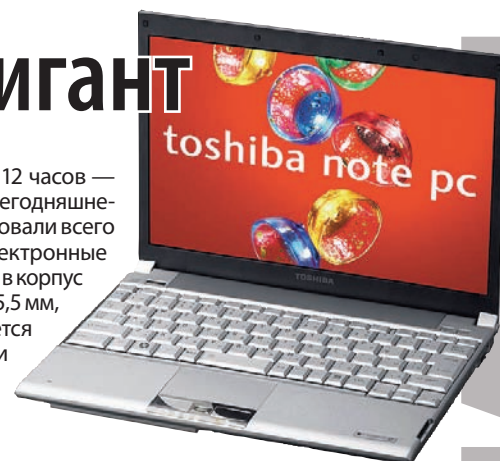 игант
12 часов —
егодняшне-
овали всего
ектронные
в корпус
5,5 мм,
ется
и
toshiba note pc
TOSHIBA